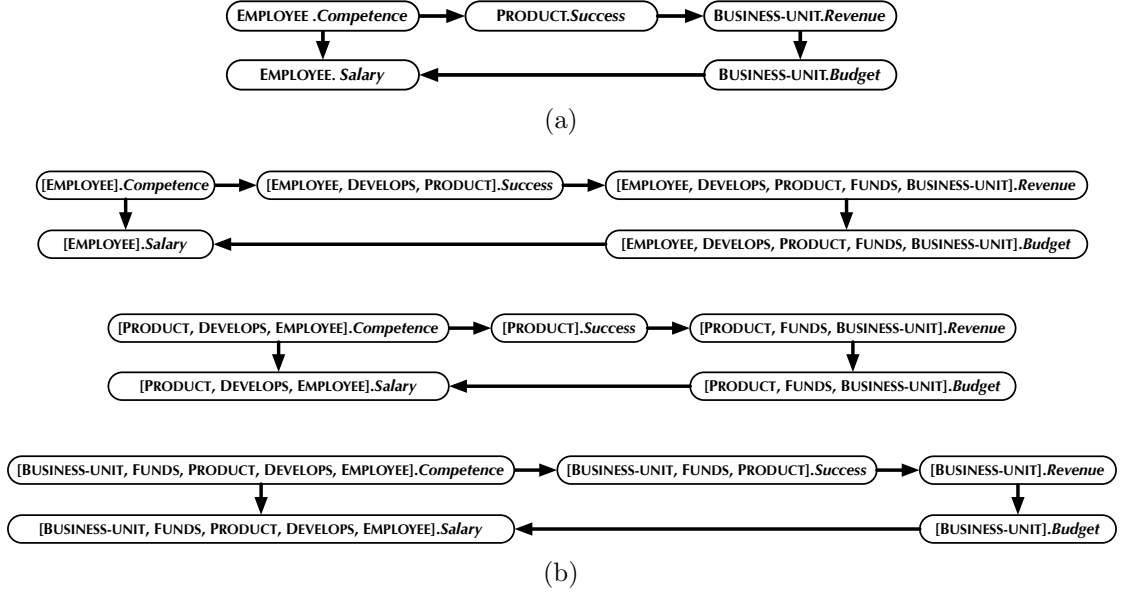 EMPLOYEE .Competence PRODUCT.Success BUSINESS-UNIT.Revenue
EMPLOYEE. Salary BUSINESS-UNIT.Budget
(a)
[EMPLOYEE].Competence [EMPLOYEE, DEVELOPS, PRODUCT].Success [EMPLOYEE, DEVELOPS, PRODUCT, FUNDS, BUSINESS-UNIT].Revenue
[EMPLOYEE].Salary [EMPLOYEE, DEVELOPS, PRODUCT, FUNDS, BUSINESS-UNIT].Budget
[PRODUCT, DEVELOPS, EMPLOYEE].Competence [PRODUCT].Success [PRODUCT, FUNDS, BUSINESS-UNIT].Revenue
[PRODUCT, DEVELOPS, EMPLOYEE].Salary [PRODUCT, FUNDS, BUSINESS-UNIT].Budget
[BUSINESS-UNIT, FUNDS, PRODUCT, DEVELOPS, EMPLOYEE].Competence [BUSINESS-UNIT, FUNDS, PRODUCT].Success [BUSINESS-UNIT].Revenue
[BUSINESS-UNIT, FUNDS, PRODUCT, DEVELOPS, EMPLOYEE].Salary [BUSINESS-UNIT].Budget
(b)